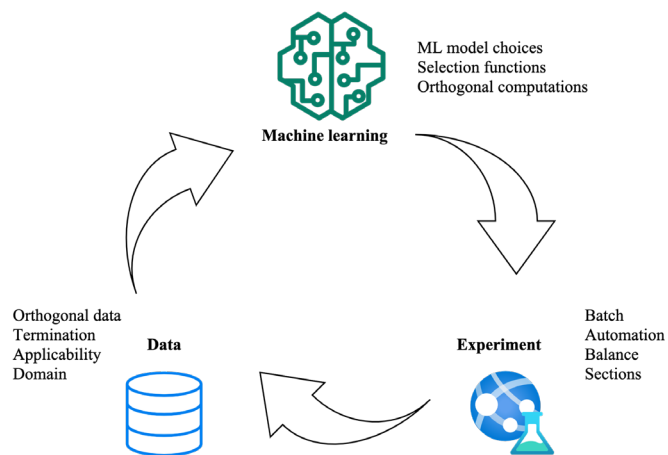 ML model choices
Selection functions
Orthogonal computations
Machine learning
Orthogonal data
Termination
Applicability
Domain
Data
Experiment
Batch
Automation
Balance
Sections